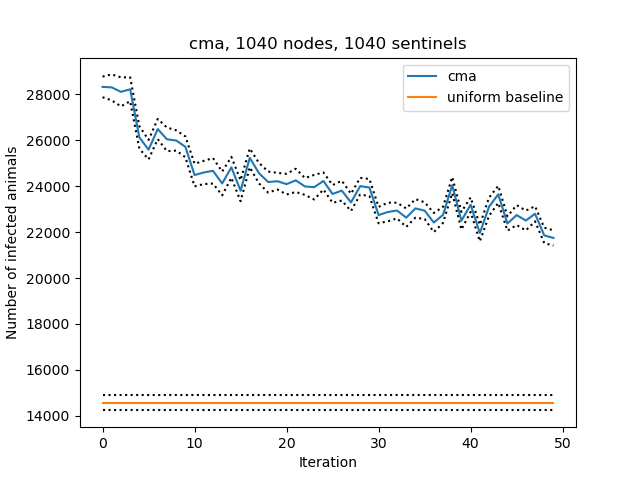 cma, 1040 nodes, 1040 sentinels
cma
uniform baseline
28000
26000
24000
22000
20000
18000
16000
14000
Number of infected animals
0 10 20 30 40 50
Iteration